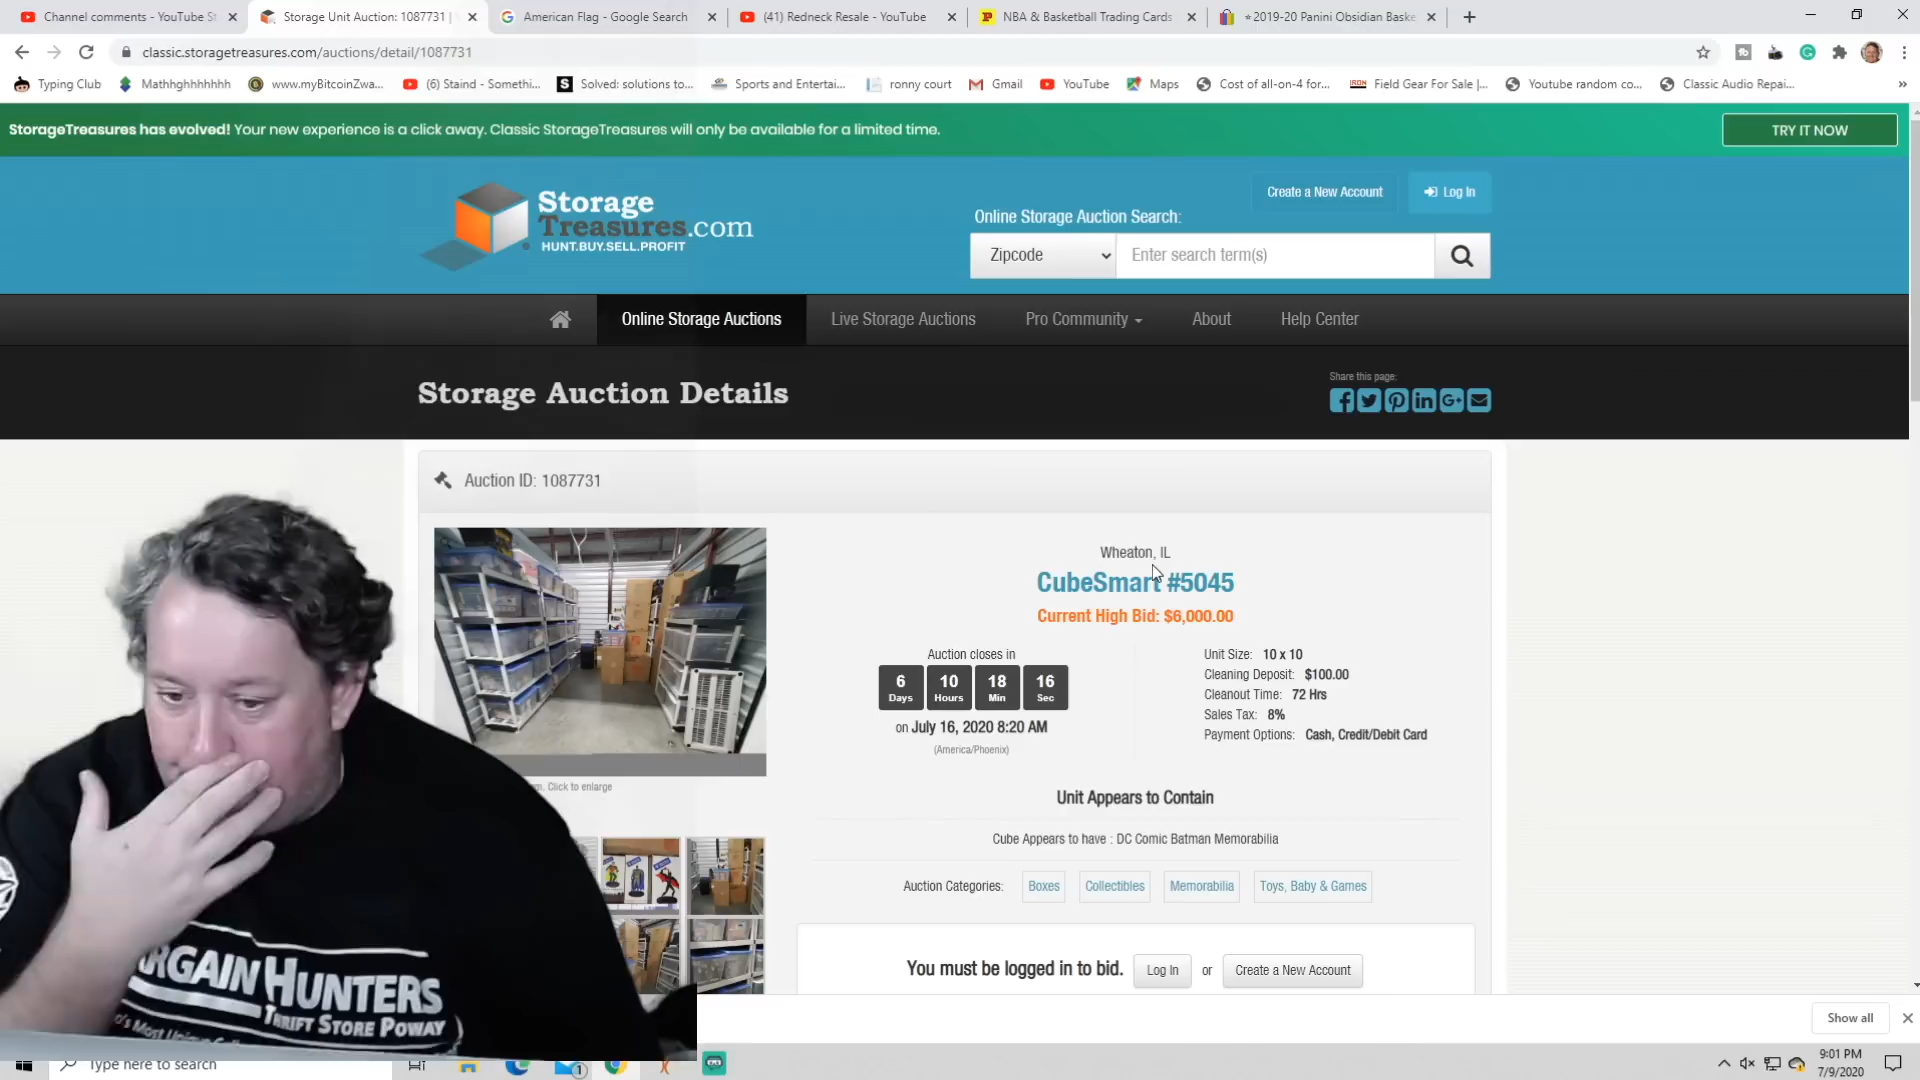 Channel comments - YouTube St
Storage Unit Auction: 1087731 |
American Flag - Google Search
(41) Redneck Resale - YouTube
NBA & Basketball Trading Cards
⭐2019-20 Panini Obsidian Baske
classic.storagetreasures.com/auctions/detail/1087731
Typing Club
Mathhghhhhhhh
www.myBitcoinZwa...
(6) Staind - Somethi...
Solved: solutions to...
Sports and Entertai...
ronny court
Gmail
YouTube
Maps
Cost of all-on-4 for...
Field Gear For Sale |...
Youtube random co...
Classic Audio Repai...
StorageTreasures has evolved! Your new experience is a click away. Classic StorageTreasures will only be available for a limited time.
TRY IT NOW
Storage
Treasures.com
HUNT.BUY.SELL.PROFIT
Create a New Account
Log In
Online Storage Auction Search:
Zipcode
Enter search term(s)
Online Storage Auctions
Live Storage Auctions
Pro Community
About
Help Center
Storage Auction Details
Share this page:
Auction ID: 1087731
Wheaton, IL
CubeSmart #5045
Current High Bid: $6,000.00
Auction closes in
6 10 18 16
Days Hours Min Sec
on July 16, 2020 8:20 AM
(America/Phoenix)
Unit Size: 10 x 10
Cleaning Deposit: $100.00
Cleanout Time: 72 Hrs
Sales Tax: 8%
Payment Options: Cash, Credit/Debit Card
Click to enlarge
Unit Appears to Contain
Cube Appears to have : DC Comic Batman Memorabilia
Auction Categories:
Boxes
Collectibles
Memorabilia
Toys, Baby & Games
You must be logged in to bid.
Log In
or
Create a New Account
RGAIN HUNTERS
THRIFT STORE POWAY
Show all
Type here to search
1
9:01 PM
7/9/2020